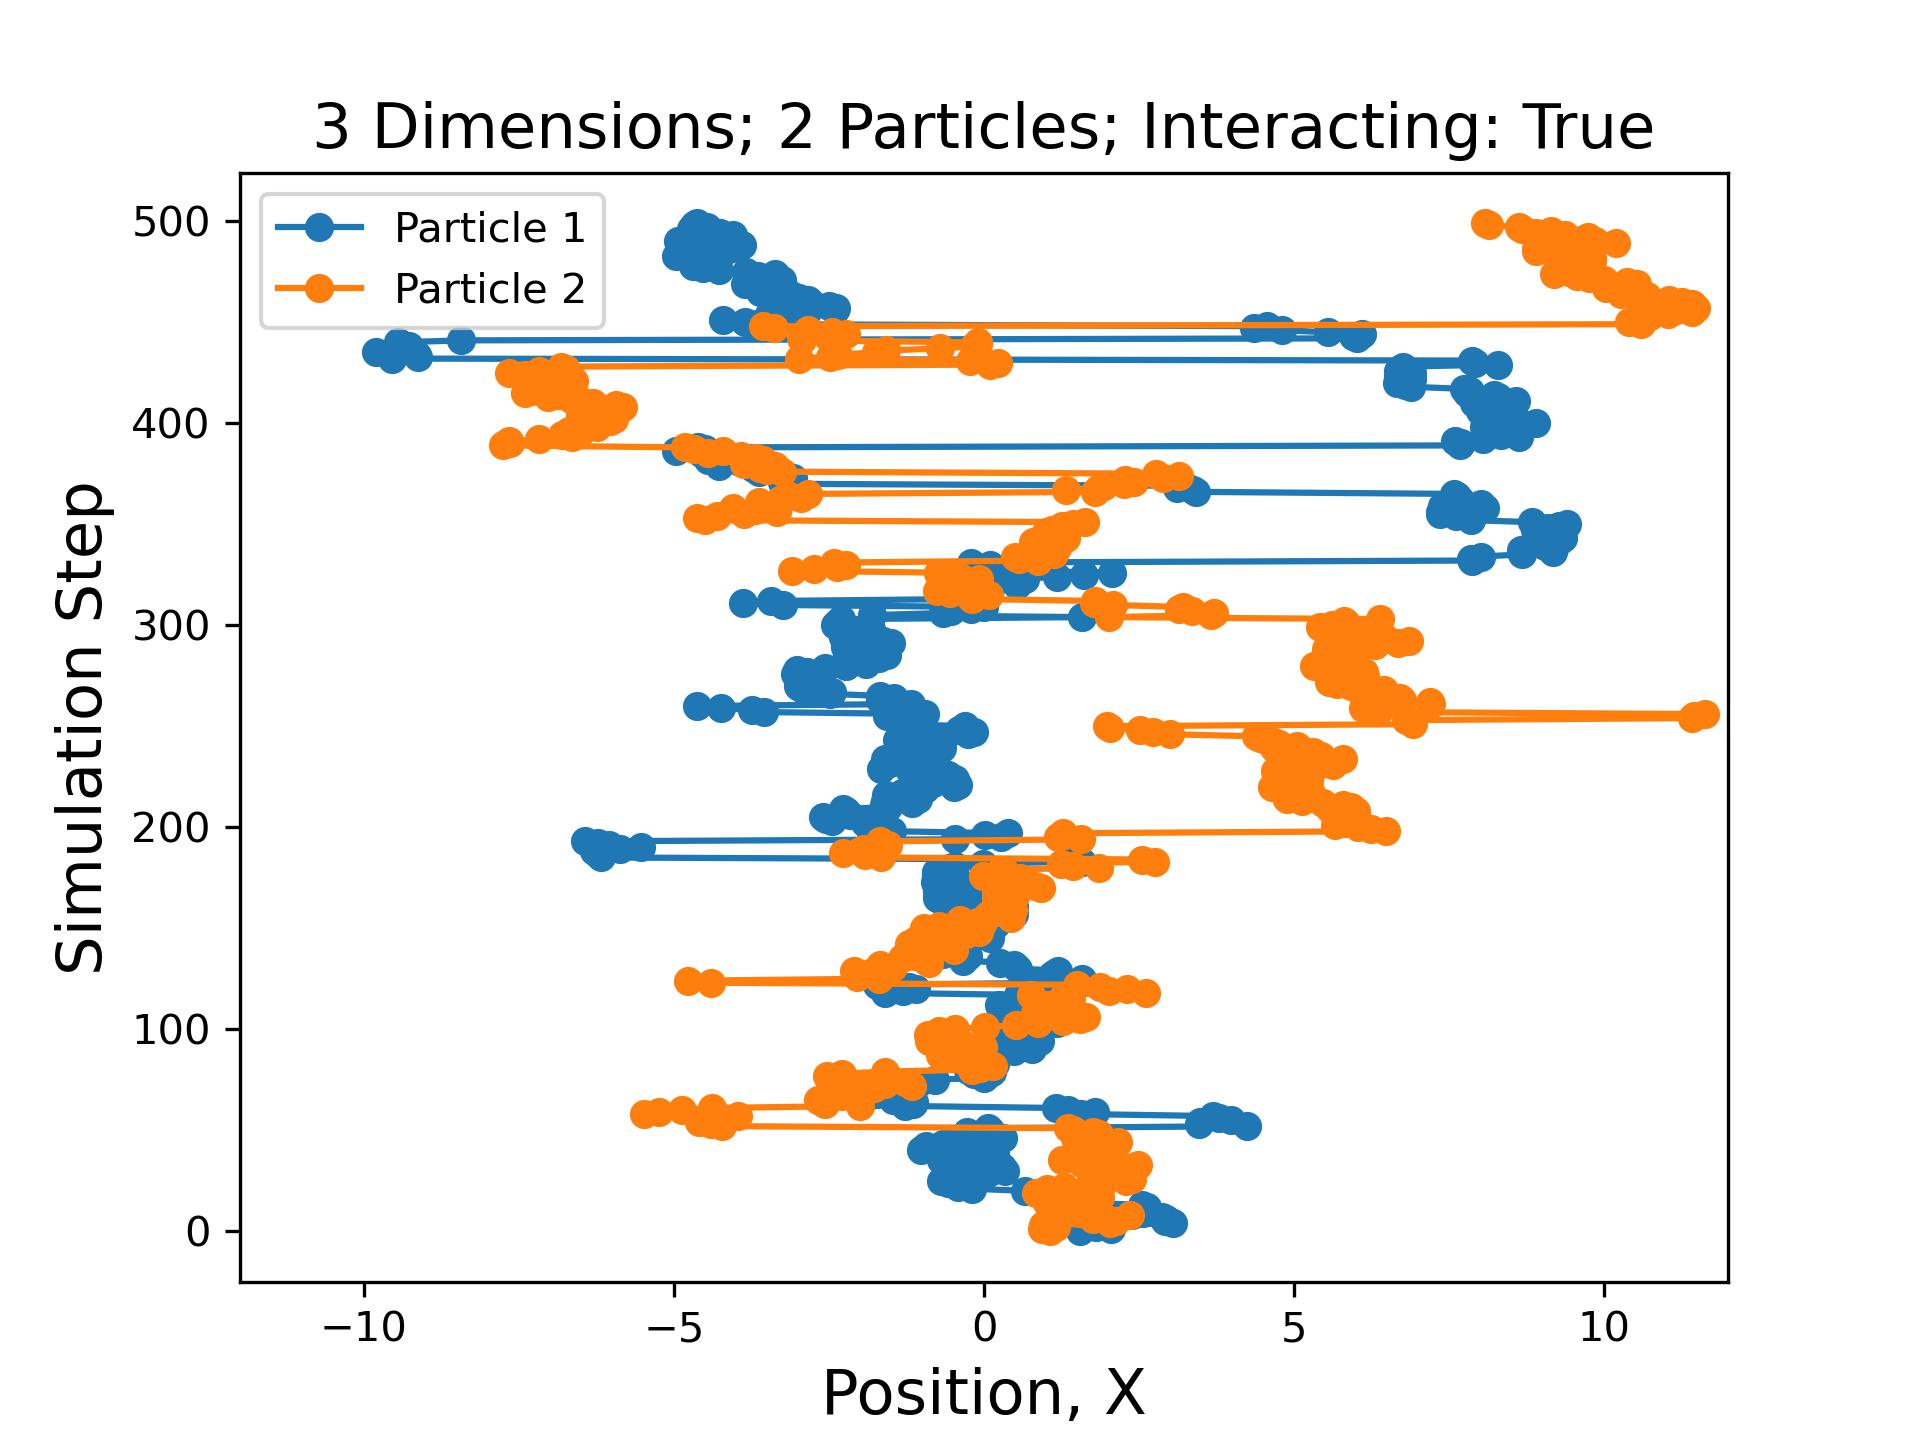 3 Dimensions; 2 Particles; Interacting: True
Particle 1
Particle 2
500
400
300
200
100
0
Simulation Step
−10
−5
0
5
10
Position, X